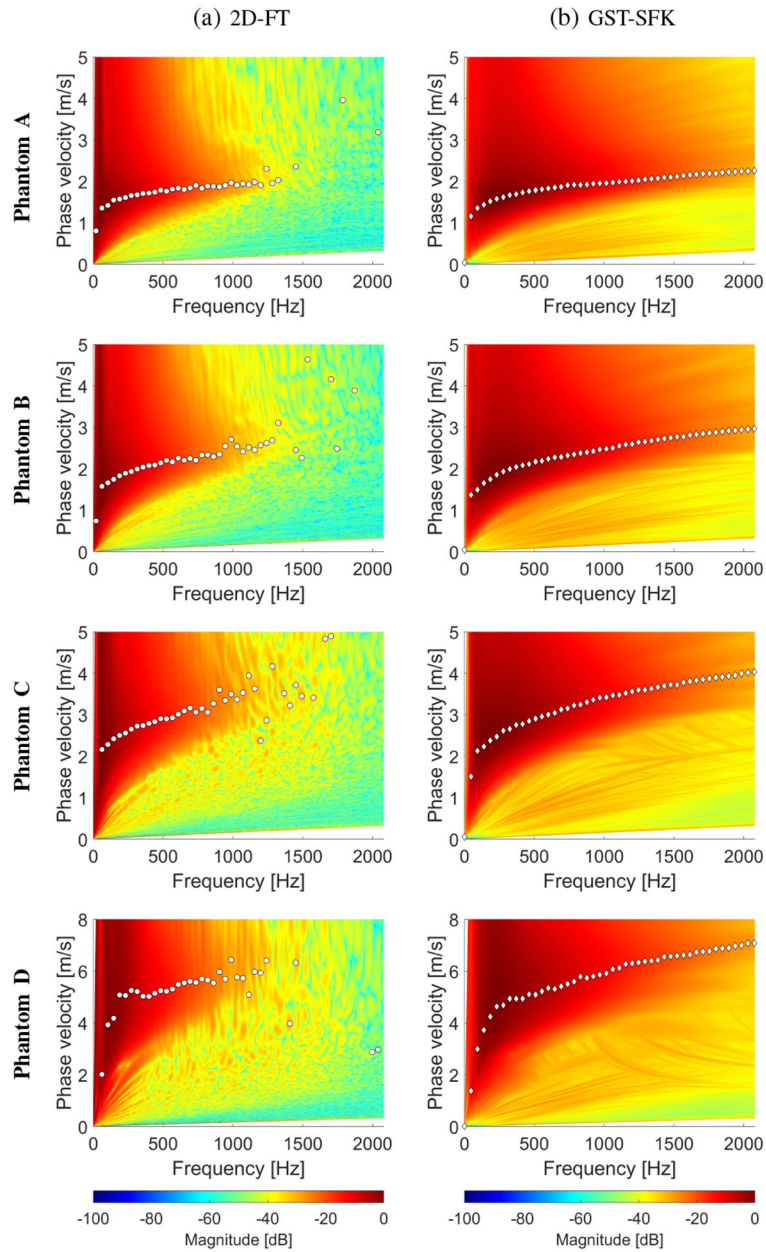 (a) 2D-FT (b) GST-SFK
Phantom A
Phase velocity [m/s]
5
4
3
2
1
0
0 500 1000 1500 2000
Frequency [Hz]
Phase velocity [m/s]
5
4
3
2
1
0
0 500 1000 1500 2000
Frequency [Hz]
Phantom B
Phase velocity [m/s]
5
4
3
2
1
0
0 500 1000 1500 2000
Frequency [Hz]
Phase velocity [m/s]
5
4
3
2
1
0
0 500 1000 1500 2000
Frequency [Hz]
Phantom C
Phase velocity [m/s]
5
4
3
2
1
0
0 500 1000 1500 2000
Frequency [Hz]
Phase velocity [m/s]
5
4
3
2
1
0
0 500 1000 1500 2000
Frequency [Hz]
Phantom D
Phase velocity [m/s]
8
6
4
2
0
0 500 1000 1500 2000
Frequency [Hz]
Phase velocity [m/s]
8
6
4
2
0
0 500 1000 1500 2000
Frequency [Hz]
-100 -80 -60 -40 -20 0
Magnitude [dB]
-100 -80 -60 -40 -20 0
Magnitude [dB]